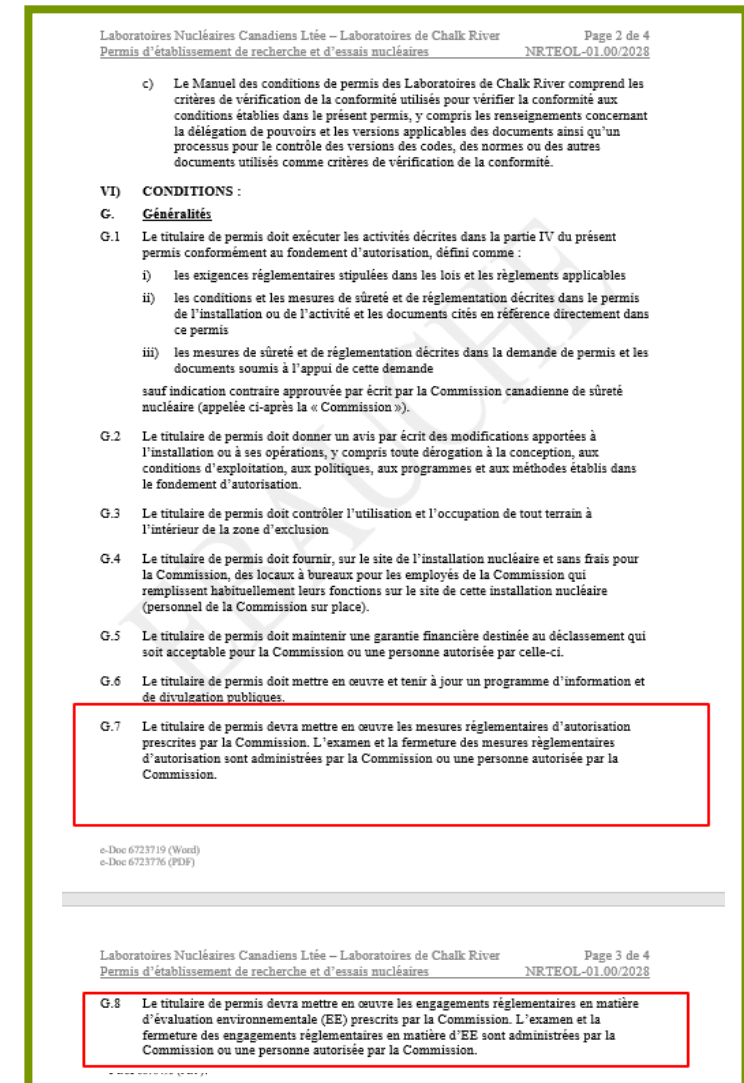 Laboratoires Nucléaires Canadiens Ltée – Laboratoires de Chalk River Page 2 de 4
Permis d'établissement de recherche et d'essais nucléaires NRTEOL-01.00/2028
c) Le Manuel des conditions de permis des Laboratoires de Chalk River comprend les
critères de vérification de la conformité utilisés pour vérifier la conformité aux
conditions établies dans le présent permis, y compris les renseignements concernant
la délégation de pouvoirs et les versions applicables des documents ainsi qu'un
processus pour le contrôle des versions des codes, des normes ou des autres
documents utilisés comme critères de vérification de la conformité.
VI) CONDITIONS :
G. Généralités
G.1 Le titulaire de permis doit exécuter les activités décrites dans la partie IV du présent
permis conformément au fondement d'autorisation, défini comme :
i) les exigences réglementaires stipulées dans les lois et les règlements applicables
ii) les conditions et les mesures de sûreté et de réglementation décrites dans le permis
de l'installation ou de l'activité et les documents cités en référence directement dans
ce permis
iii) les mesures de sûreté et de réglementation décrites dans la demande de permis et les
documents soumis à l'appui de cette demande
sauf indication contraire approuvée par écrit par la Commission canadienne de sûreté
nucléaire (appelée ci-après la « Commission »).
G.2 Le titulaire de permis doit donner un avis par écrit des modifications apportées à
l'installation ou à ses opérations, y compris toute dérogation à la conception, aux
conditions d'exploitation, aux politiques, aux programmes et aux méthodes établis dans
le fondement d'autorisation.
G.3 Le titulaire de permis doit contrôler l'utilisation et l'occupation de tout terrain à
l'intérieur de la zone d'exclusion
G.4 Le titulaire de permis doit fournir, sur le site de l'installation nucléaire et sans frais pour
la Commission, des locaux à bureaux pour les employés de la Commission qui
remplissent habituellement leurs fonctions sur le site de cette installation nucléaire
(personnel de la Commission sur place).
G.5 Le titulaire de permis doit maintenir une garantie financière destinée au déclassement qui
soit acceptable pour la Commission ou une personne autorisée par celle-ci.
G.6 Le titulaire de permis doit mettre en œuvre et tenir à jour un programme d'information et
de divulgation publiques.
G.7 Le titulaire de permis devra mettre en œuvre les mesures réglementaires d'autorisation
prescrites par la Commission. L'examen et la fermeture des mesures règlementaires
d'autorisation sont administrées par la Commission ou une personne autorisée par la
Commission.
e-Doc 6723719 (Word)
e-Doc 6723776 (PDF)
Laboratoires Nucléaires Canadiens Ltée – Laboratoires de Chalk River Page 3 de 4
Permis d'établissement de recherche et d'essais nucléaires NRTEOL-01.00/2028
G.8 Le titulaire de permis devra mettre en œuvre les engagements réglementaires en matière
d'évaluation environnementale (EE) prescrits par la Commission. L'examen et la
fermeture des engagements réglementaires en matière d'EE sont administrées par la
Commission ou une personne autorisée par la Commission.
ÉBAUCHE